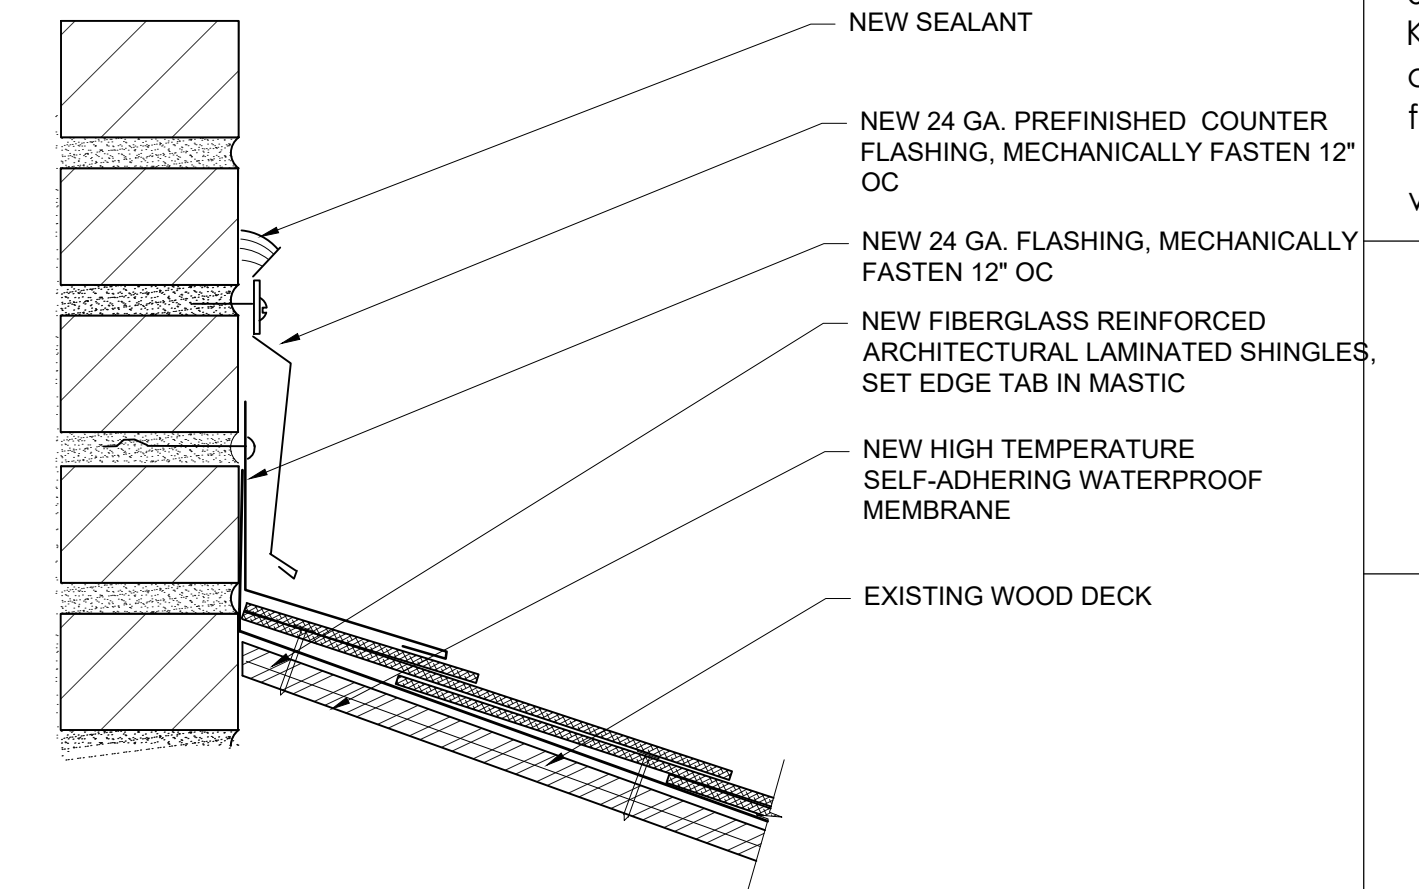 NEW SEALANT
NEW 24 GA. PREFINISHED COUNTER
FLASHING, MECHANICALLY FASTEN 12"
OC
NEW 24 GA. FLASHING, MECHANICALLY
FASTEN 12" OC
NEW FIBERGLASS REINFORCED
ARCHITECTURAL LAMINATED SHINGLES,
SET EDGE TAB IN MASTIC
NEW HIGH TEMPERATURE
SELF-ADHERING WATERPROOF
MEMBRANE
EXISTING WOOD DECK